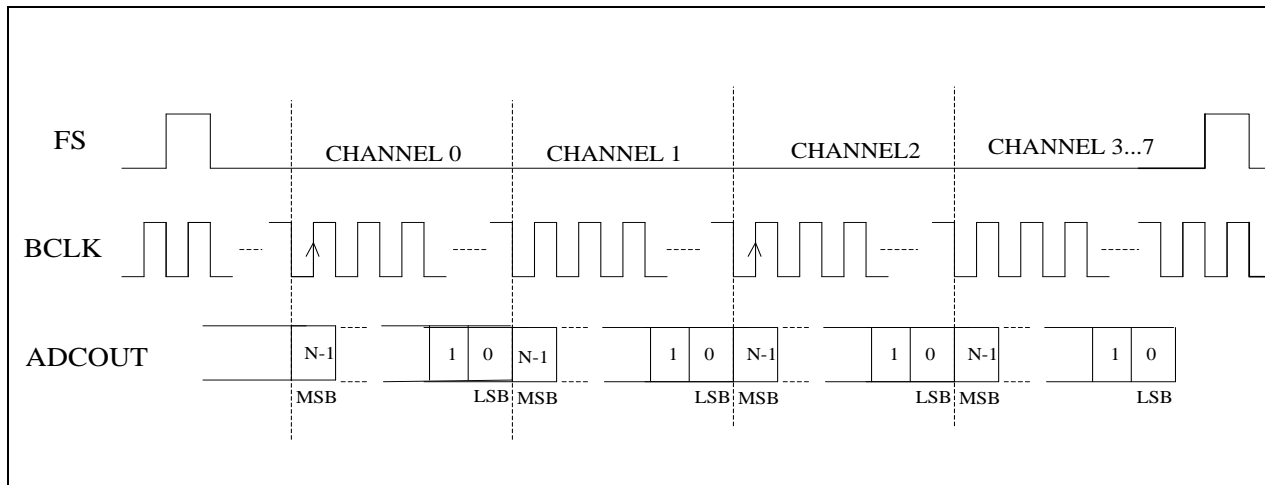 FS
CHANNEL 0 CHANNEL 1 CHANNEL2 CHANNEL 3...7
BCLK
ADCOUT
N-1 1 0 N-1 1 0 N-1 1 0 N-1 1 0
MSB LSB MSB LSB MSB LSB MSB LSB